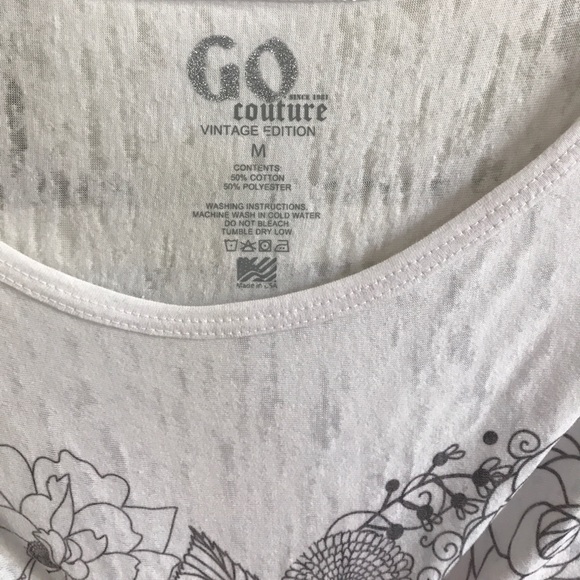 GO
SINCE 1981
couture
VINTAGE EDITION
M
CONTENTS
50% COTTON
50% POLYESTER
WASHING INSTRUCTIONS.
MACHINE WASH IN COLD WATER
DO NOT BLEACH
TUMBLE DRY LOW
Made in USA